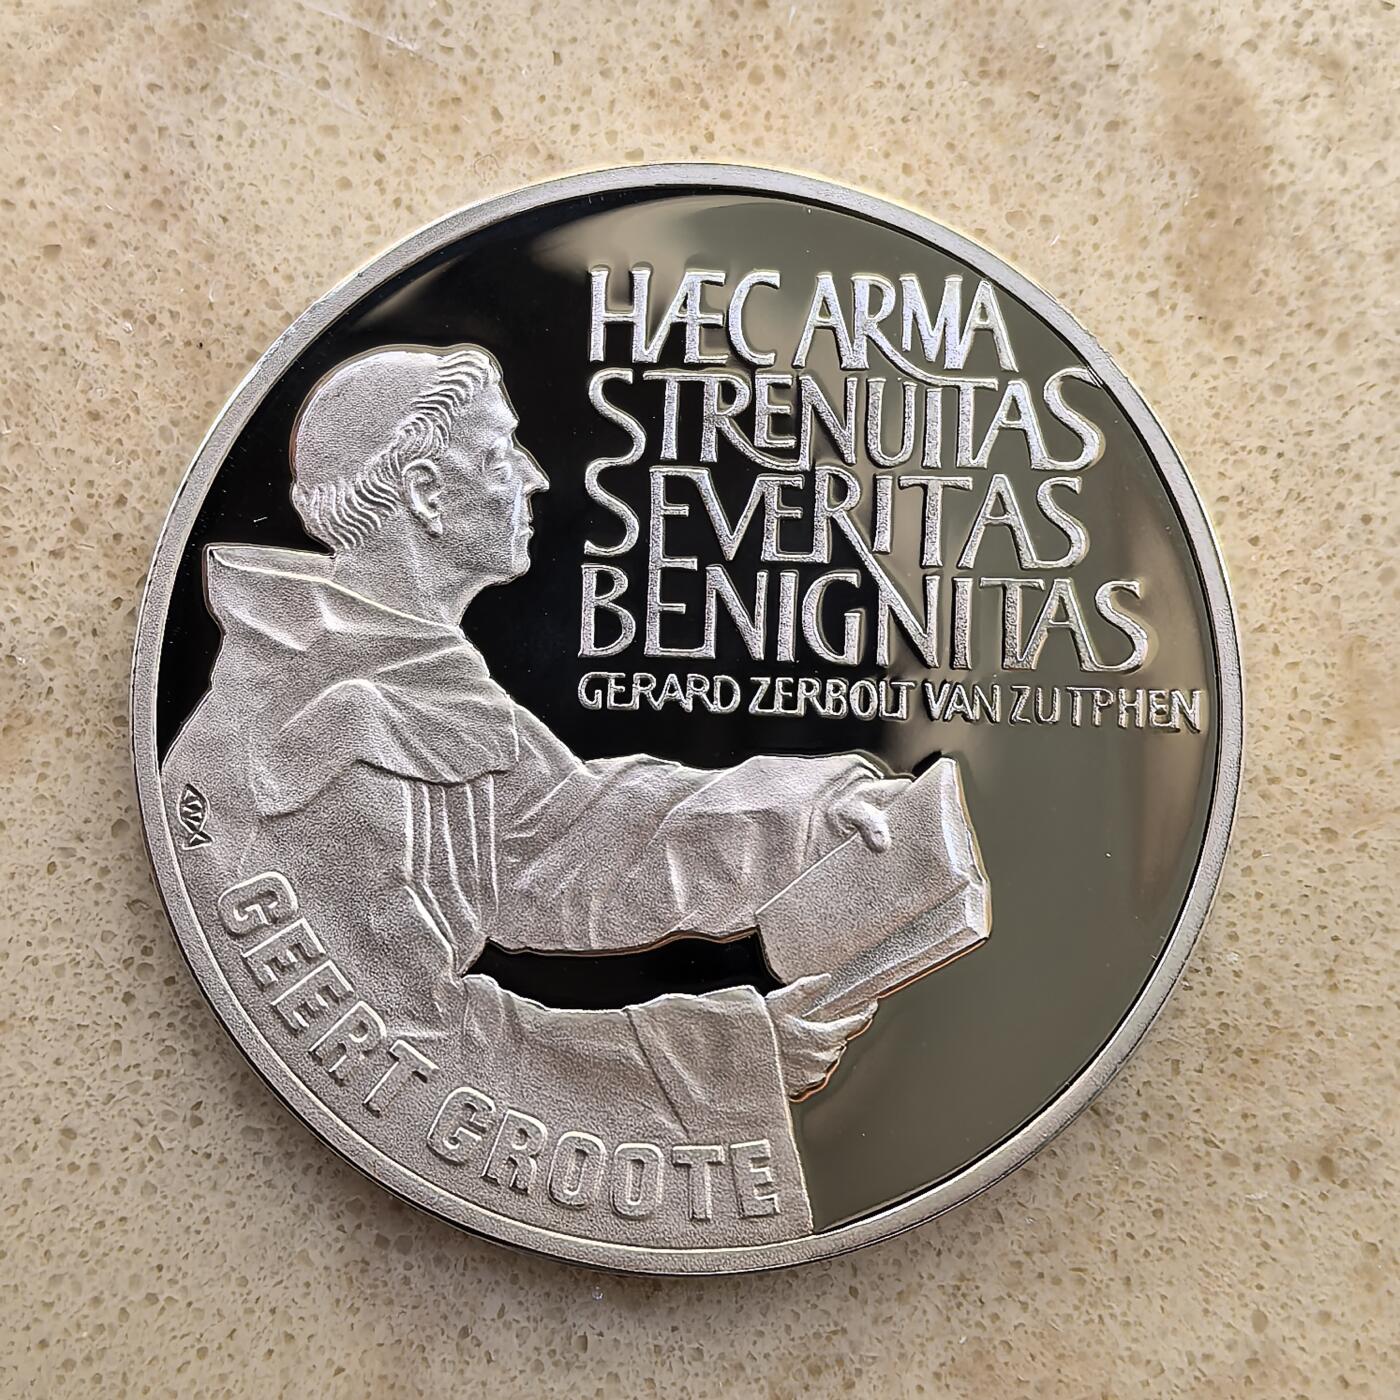 HÆC ARMA
STRENUITAS
SEVERITAS
BENIGNITAS
GERARD ZERBOLT VAN ZUTPHEN
GEERT GROOTE